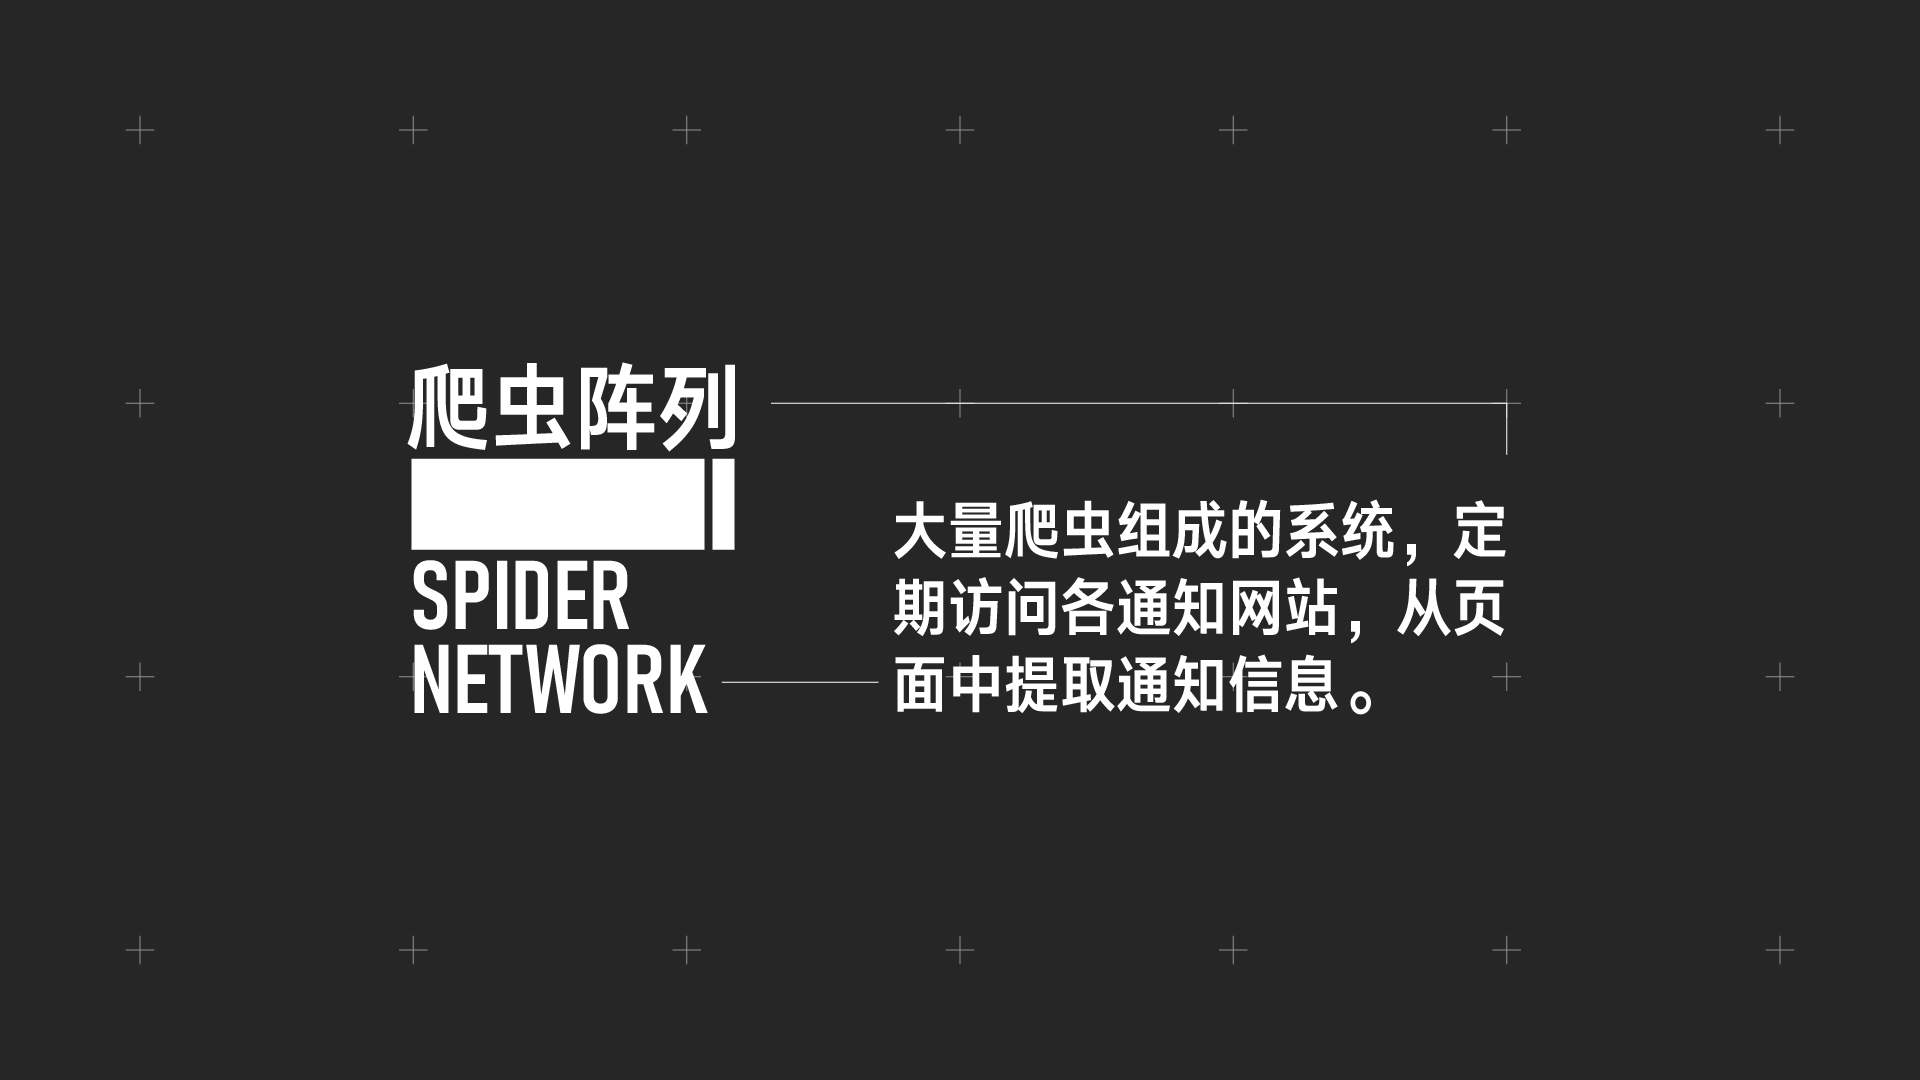 爬虫阵列
SPIDER
NETWORK
大量爬虫组成的系统，定
期访问各通知网站，从页
面中提取通知信息。